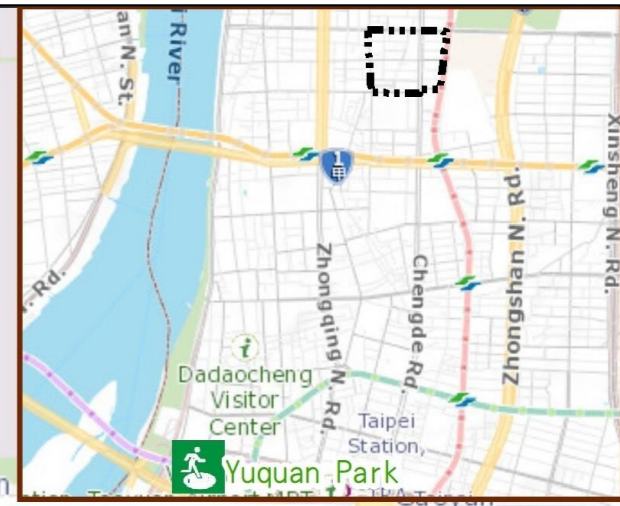 an N. St.
i River
1
Xinsheng N. Rd.
Zhongshan N. Rd.
Zhongqing N. Rd.
Chengde Rd.
. Rd.
i
Dadaocheng
Visitor
Center
Taipei
Station,
Yuquan Park
n